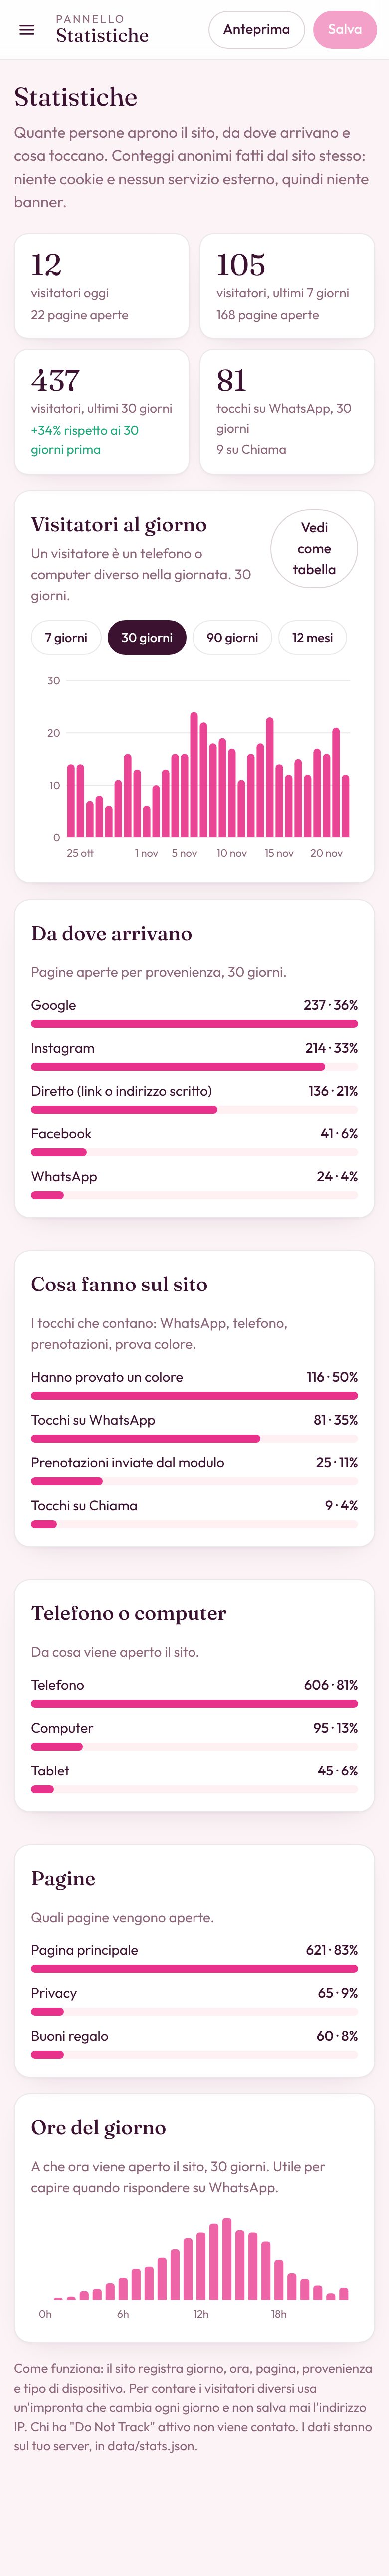 PANNELLO
Statistiche
Anteprima
Salva
Statistiche
Quante persone aprono il sito, da dove arrivano e
cosa toccano. Conteggi anonimi fatti dal sito stesso:
niente cookie e nessun servizio esterno, quindi niente
banner.
12
visitatori oggi
22 pagine aperte
105
visitatori, ultimi 7 giorni
168 pagine aperte
437
visitatori, ultimi 30 giorni
+34% rispetto ai 30
giorni prima
81
tocchi su WhatsApp, 30
giorni
9 su Chiama
Visitatori al giorno
Un visitatore è un telefono o
computer diverso nella giornata. 30
giorni.
Vedi
come
tabella
7 giorni
30 giorni
90 giorni
12 mesi
30
20
10
0
25 ott
1 nov
5 nov
10 nov
15 nov
20 nov
Da dove arrivano
Pagine aperte per provenienza, 30 giorni.
Google 237 · 36%
Instagram 214 · 33%
Diretto (link o indirizzo scritto) 136 · 21%
Facebook 41 · 6%
WhatsApp 24 · 4%
Cosa fanno sul sito
I tocchi che contano: WhatsApp, telefono,
prenotazioni, prova colore.
Hanno provato un colore 116 · 50%
Tocchi su WhatsApp 81 · 35%
Prenotazioni inviate dal modulo 25 · 11%
Tocchi su Chiama 9 · 4%
Telefono o computer
Da cosa viene aperto il sito.
Telefono 606 · 81%
Computer 95 · 13%
Tablet 45 · 6%
Pagine
Quali pagine vengono aperte.
Pagina principale 621 · 83%
Privacy 65 · 9%
Buoni regalo 60 · 8%
Ore del giorno
A che ora viene aperto il sito, 30 giorni. Utile per
capire quando rispondere su WhatsApp.
0h
6h
12h
18h
Come funziona: il sito registra giorno, ora, pagina, provenienza
e tipo di dispositivo. Per contare i visitatori diversi usa
un'impronta che cambia ogni giorno e non salva mai l'indirizzo
IP. Chi ha "Do Not Track" attivo non viene contato. I dati stanno
sul tuo server, in data/stats.json.